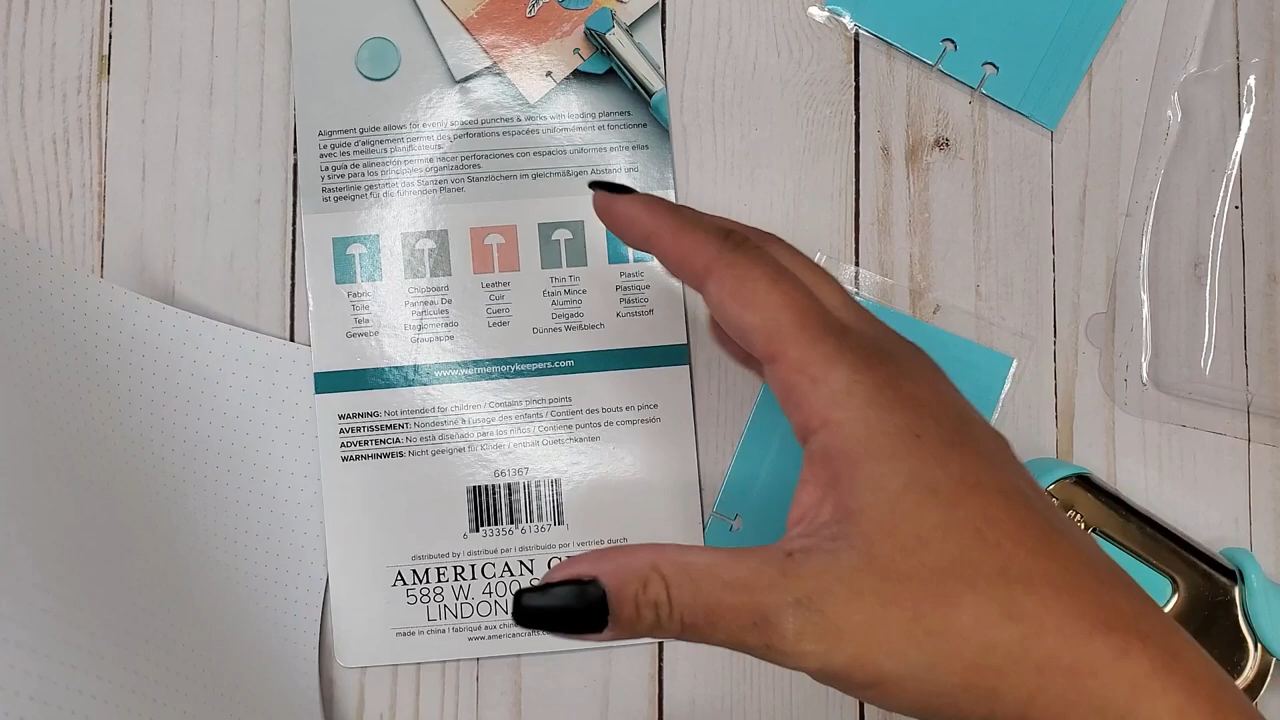 Alignment guide allows for evenly spaced punches & works with leading planners.
Le guide d'alignement permet des perforations espacées uniformément et fonctionne
avec les meilleurs planificateurs.
La guía de alineación permite hacer perforaciones con espacios uniformes entre ellas
y sirve para los principales organizadores.
Rasterlinie gestattet das Stanzen von Stanzlöchern im gleichmäßigen Abstand und
ist geeignet für die führenden Planer.
Fabric
Toile
Tela
Gewebe
Chipboard
Panneau De
Particules
Etaglomerado
Graupappe
Leather
Cuir
Cuero
Leder
Thin Tin
Étain Mince
Alumino
Delgado
Dünnes Weißblech
Plastic
Plastique
Plástico
Kunststoff
www.wermemorykeepers.com
WARNING: Not intended for children / Contains pinch points
AVERTISSEMENT: Nondestiné à l'usage des enfants / Contient des bouts en pince
ADVERTENCIA: No està diseñado para los niños / Contiene puntos de compresión
WARNHINWEIS: Nicht geeignet für Kinder / enthält Quetschkanten
661367
6 33356 61367 1
distributed by | distribué par | distribuido por | vertrieb durch
AMERICAN
588 W. 400
LINDON
made in china | fabriqué aux